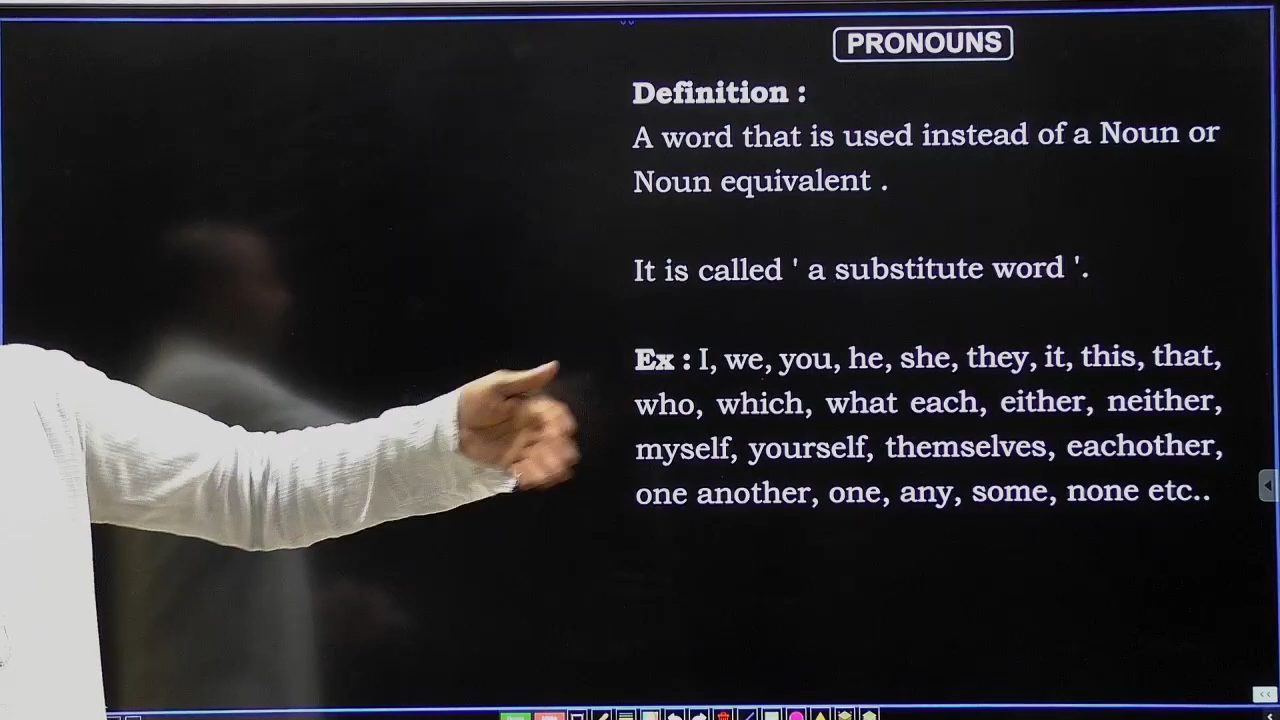 PRONOUNS
Definition :
A word that is used instead of a Noun or
Noun equivalent .
It is called ' a substitute word '.
Ex : I, we, you, he, she, they, it, this, that,
who, which, what each, either, neither,
myself, yourself, themselves, eachother,
one another, one, any, some, none etc..